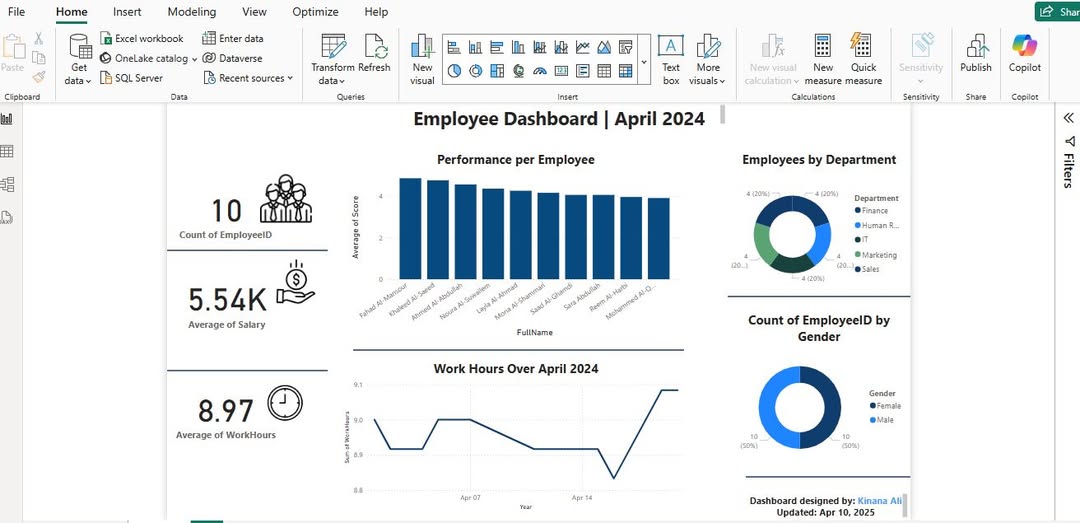 File Home Insert Modeling View Optimize Help
Shar
Paste
Get data
Excel workbook
OneLake catalog
SQL Server
Enter data
Dataverse
Recent sources
Transform data
Refresh
New visual
Text box
More visuals
New visual calculation
New measure
Quick measure
Sensitivity
Publish
Copilot
Clipboard Data Queries Insert Calculations Sensitivity Share Copilot
Filters
Employee Dashboard | April 2024
10
Count of EmployeeID
5.54K
Average of Salary
8.97
Average of WorkHours
Performance per Employee
Average of Score
4
2
0
Fahad Al-Mansour
Khaleed Al-Saeed
Ahmed Al-Abdullah
Noura Al-Suwailem
Layla Al-Ahmad
Mona Al-Shammari
Saad Al-Ghamdi
Sara Abdullah
Reem Al-Harbi
Mohammed Al-Q...
FullName
Work Hours Over April 2024
Sum of WorkHours
9.1
9.0
8.9
8.8
Apr 07 Apr 14
Year
Employees by Department
4 (20%) 4 (20%)
4 (20...) 4 (20...)
4 (20%)
Department
Finance
Human R...
IT
Marketing
Sales
Count of EmployeeID by
Gender
10 (50%) 10 (50%)
Gender
Female
Male
Dashboard designed by: Kinana Ali
Updated: Apr 10, 2025